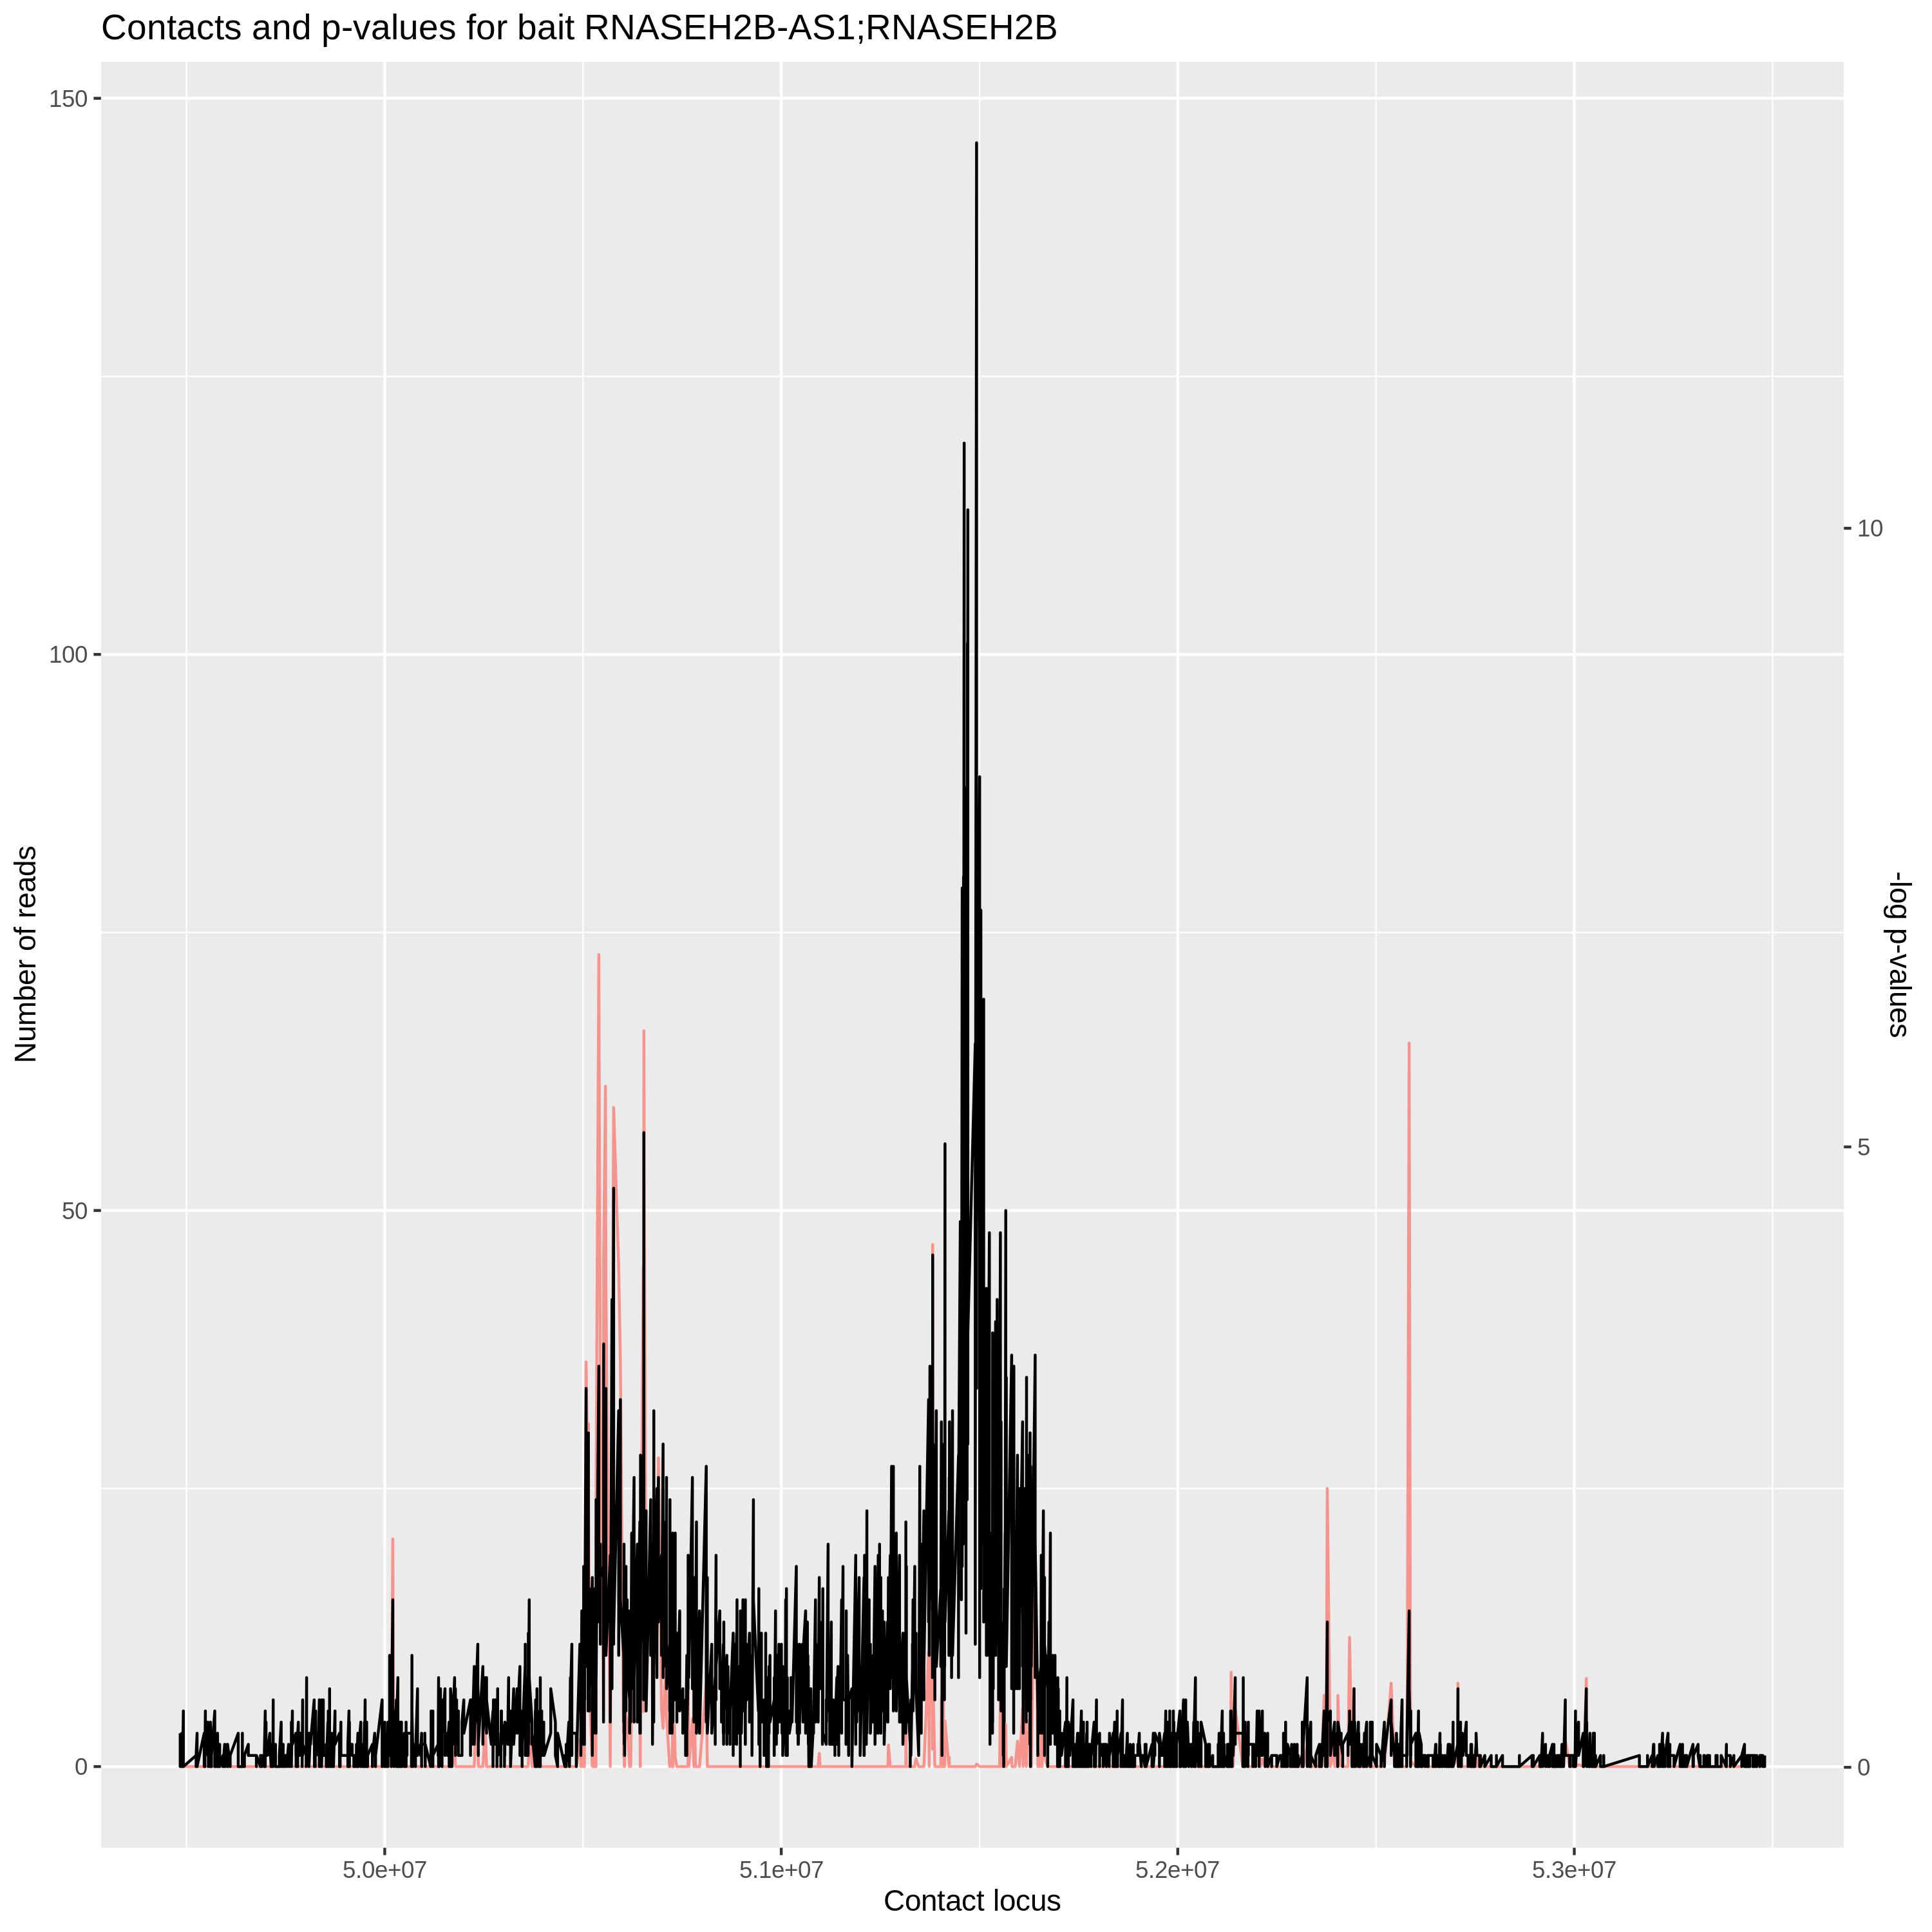 Contacts and p-values for bait RNASEH2B-AS1;RNASEH2B
150
100
50
0
Number of reads
10
5
0
-log p-values
5.0e+07
5.1e+07
5.2e+07
5.3e+07
Contact locus